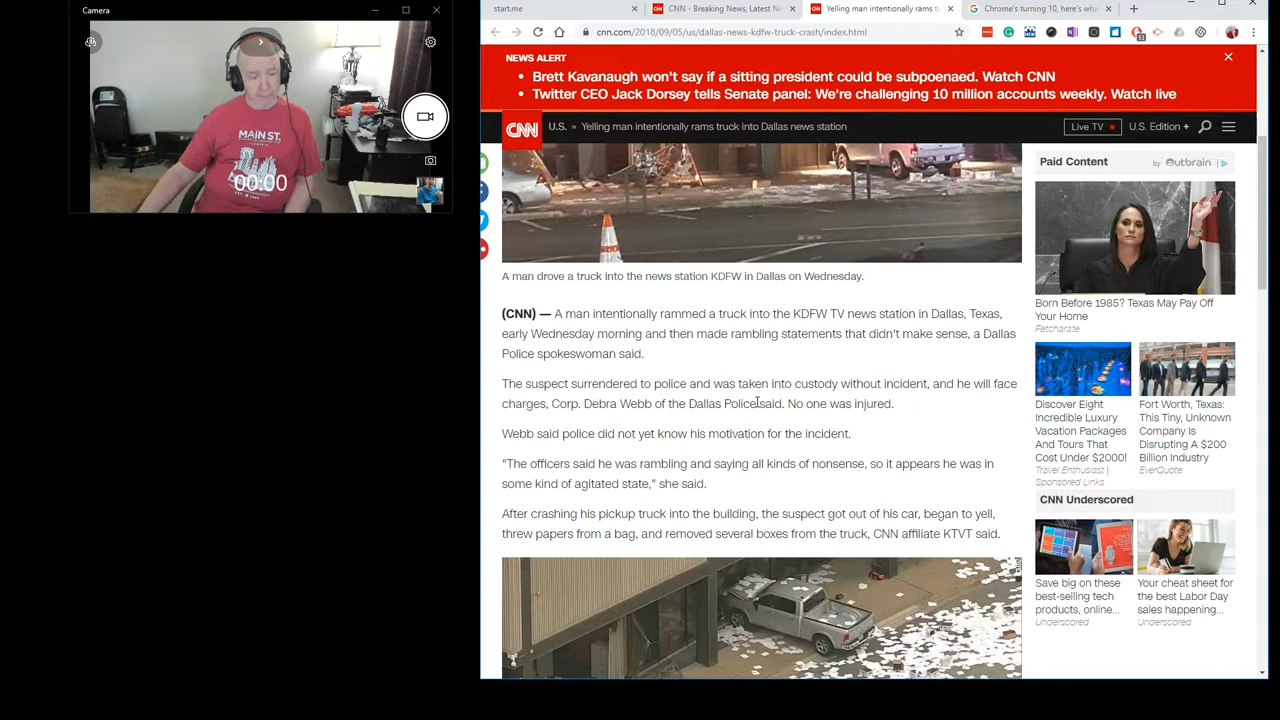 Camera
MAIN ST.
00:00
start.me
CNN - Breaking News, Latest Ne
Yelling man intentionally rams t
Chrome's turning 10, here's wha
cnn.com/2018/09/05/us/dallas-news-kdfw-truck-crash/index.html
13
NEWS ALERT
• Brett Kavanaugh won't say if a sitting president could be subpoenaed. Watch CNN
• Twitter CEO Jack Dorsey tells Senate panel: We're challenging 10 million accounts weekly. Watch live
CNN
U.S. » Yelling man intentionally rams truck into Dallas news station
Live TV
U.S. Edition +
A man drove a truck into the news station KDFW in Dallas on Wednesday.
(CNN) — A man intentionally rammed a truck into the KDFW TV news station in Dallas, Texas,
early Wednesday morning and then made rambling statements that didn't make sense, a Dallas
Police spokeswoman said.
The suspect surrendered to police and was taken into custody without incident, and he will face
charges, Corp. Debra Webb of the Dallas Police said. No one was injured.
Webb said police did not yet know his motivation for the incident.
"The officers said he was rambling and saying all kinds of nonsense, so it appears he was in
some kind of agitated state," she said.
After crashing his pickup truck into the building, the suspect got out of his car, began to yell,
threw papers from a bag, and removed several boxes from the truck, CNN affiliate KTVT said.
Paid Content
by Outbrain
Born Before 1985? Texas May Pay Off
Your Home
Fetcharate
Discover Eight
Incredible Luxury
Vacation Packages
And Tours That
Cost Under $2000!
Travel Enthusiast |
Sponsored Links
Fort Worth, Texas:
This Tiny, Unknown
Company Is
Disrupting A $200
Billion Industry
EverQuote
CNN Underscored
Save big on these
best-selling tech
products, online...
Underscored
Your cheat sheet for
the best Labor Day
sales happening...
Underscored